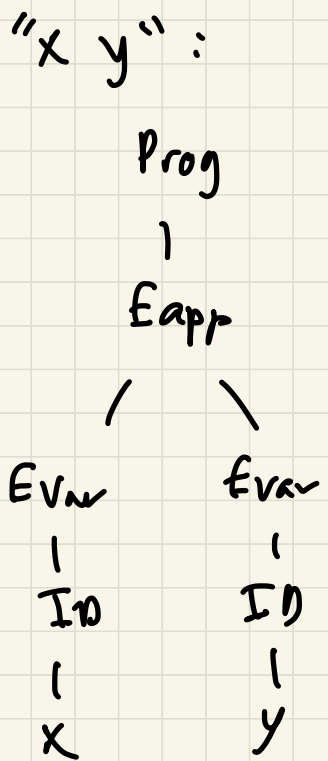 "x y":
Prog
Eapp
Evar Evar
ID ID
x y